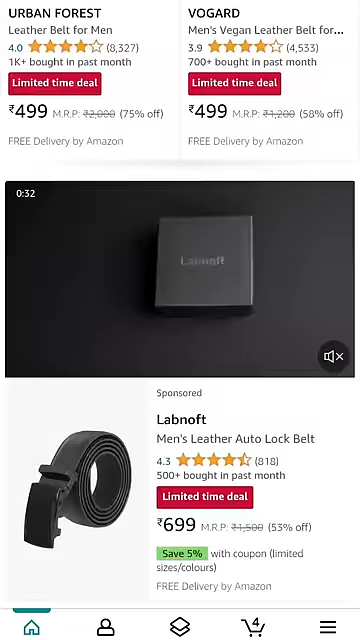 URBAN FOREST
Leather Belt for Men
4.0 (8,327)
1K+ bought in past month
Limited time deal
₹499 M.R.P: ₹2,000 (75% off)
FREE Delivery by Amazon
VOGARD
Men's Vegan Leather Belt for...
3.9 (4,533)
700+ bought in past month
Limited time deal
₹499 M.R.P: ₹1,200 (58% off)
FREE Delivery by Amazon
0:32
Labnoft
Sponsored
Labnoft
Men's Leather Auto Lock Belt
4.3 (818)
500+ bought in past month
Limited time deal
₹699 M.R.P: ₹1,500 (53% off)
Save 5% with coupon (limited
sizes/colours)
FREE Delivery by Amazon
4